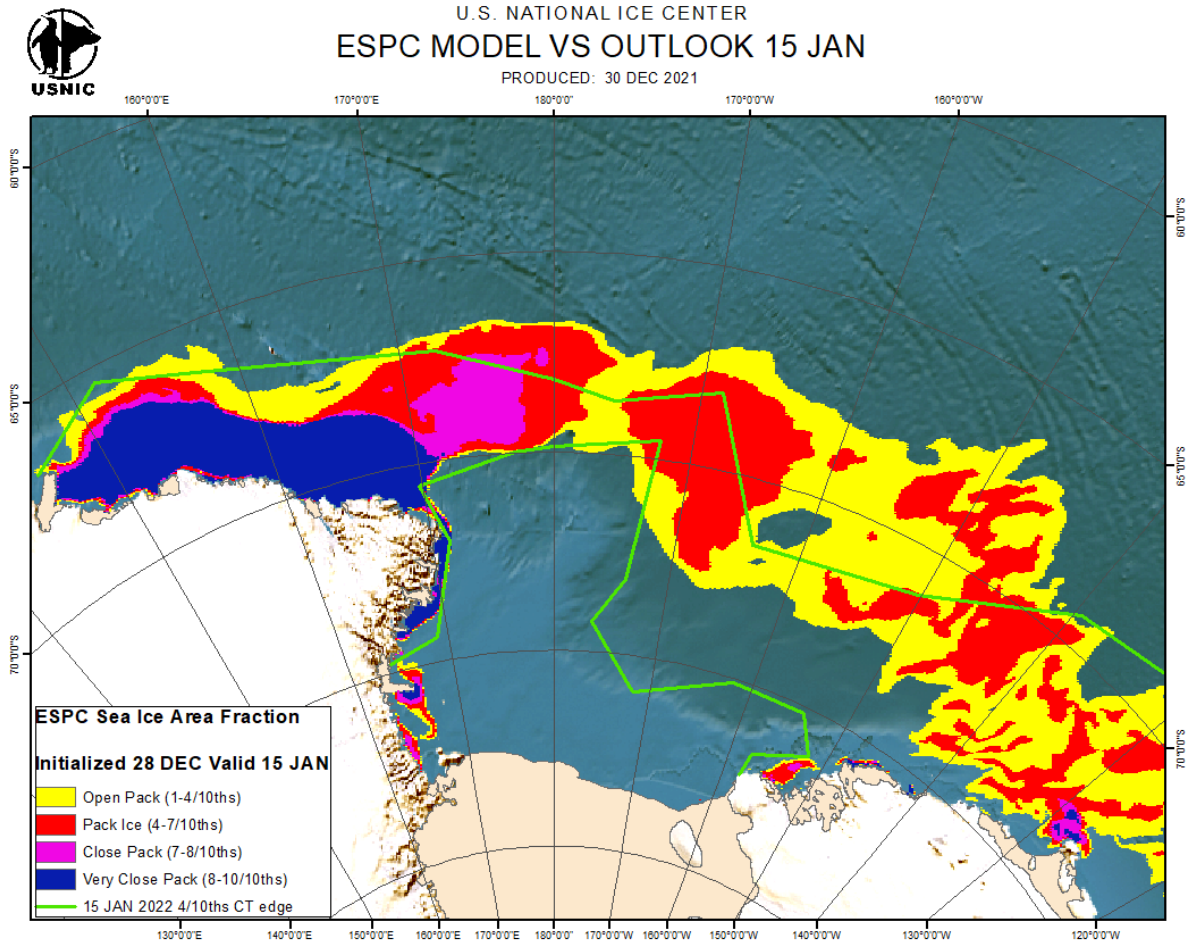 U.S. NATIONAL ICE CENTER
ESPC MODEL VS OUTLOOK 15 JAN
PRODUCED: 30 DEC 2021
USNIC
160°0'0"E 170°0'0"E 180°0'0" 170°0'0"W 160°0'0"W
60°0'0"S
60°0'0"S
65°0'0"S
65°0'0"S
70°0'0"S
70°0'0"S
ESPC Sea Ice Area Fraction
Initialized 28 DEC Valid 15 JAN
Open Pack (1-4/10ths)
Pack Ice (4-7/10ths)
Close Pack (7-8/10ths)
Very Close Pack (8-10/10ths)
15 JAN 2022 4/10ths CT edge
130°0'0"E 140°0'0"E 150°0'0"E 160°0'0"E 170°0'0"E 180°0'0" 170°0'0"W 160°0'0"W 150°0'0"W 140°0'0"W 130°0'0"W 120°0'0"W